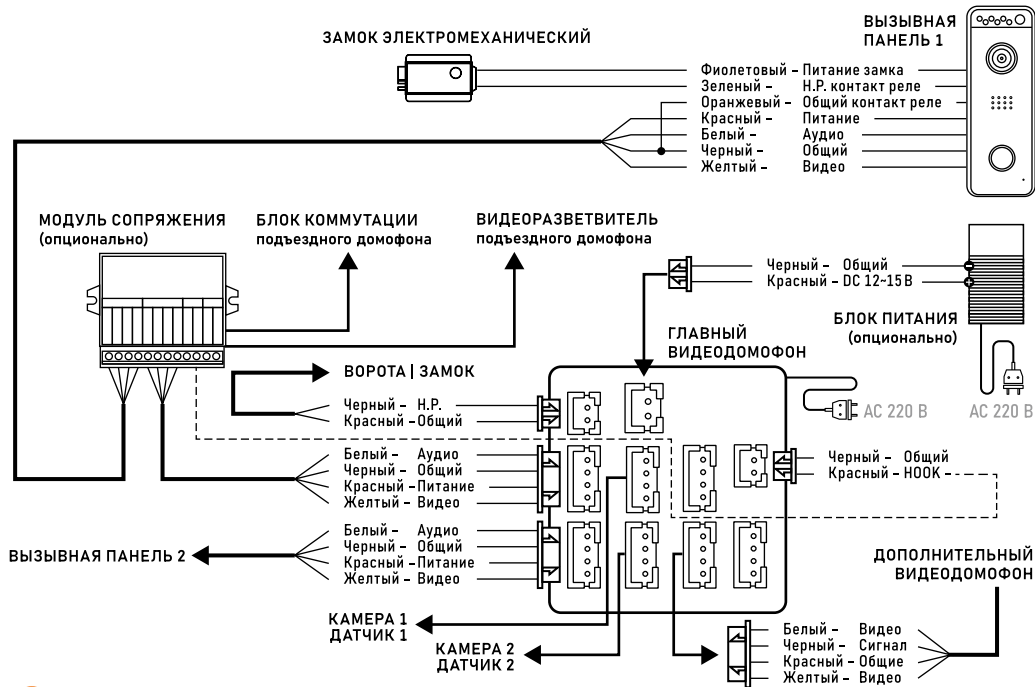 ЗАМОК ЭЛЕКТРОМЕХАНИЧЕСКИЙ
ВЫЗЫВНАЯ
ПАНЕЛЬ 1
Фиолетовый – Питание замка
Зеленый – Н.Р. контакт реле
Оранжевый – Общий контакт реле
Красный – Питание
Белый – Аудио
Черный – Общий
Желтый – Видео
МОДУЛЬ СОПРЯЖЕНИЯ
(опционально)
БЛОК КОММУТАЦИИ
подъездного домофона
ВИДЕОРАЗВЕТВИТЕЛЬ
подъездного домофона
Черный – Общий
Красный – DC 12~15 В
БЛОК ПИТАНИЯ
(опционально)
ГЛАВНЫЙ
ВИДЕОДОМОФОН
AC 220 В
AC 220 В
ВОРОТА | ЗАМОК
Черный – Н.Р.
Красный – Общий
Белый – Аудио
Черный – Общий
Красный – Питание
Желтый – Видео
Черный – Общий
Красный – HOOK
ВЫЗЫВНАЯ ПАНЕЛЬ 2
Белый – Аудио
Черный – Общий
Красный – Питание
Желтый – Видео
ДОПОЛНИТЕЛЬНЫЙ
ВИДЕОДОМОФОН
КАМЕРА 1
ДАТЧИК 1
КАМЕРА 2
ДАТЧИК 2
Белый – Видео
Черный – Сигнал
Красный – Общие
Желтый – Видео